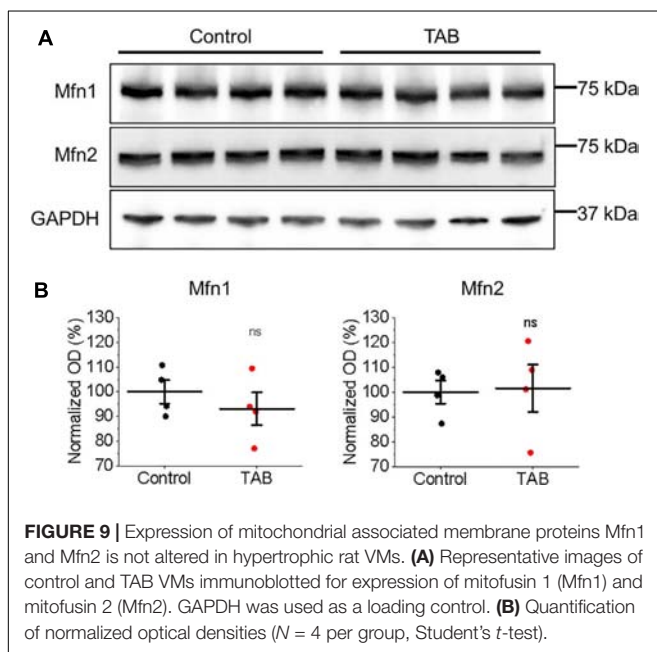 A
Control TAB
Mfn1 75 kDa
Mfn2 75 kDa
GAPDH 37 kDa
B
Mfn1 Mfn2
Normalized OD (%)
130
120
110
100
90
80
70
ns
Control TAB
Normalized OD (%)
130
120
110
100
90
80
70
ns
Control TAB
FIGURE 9 | Expression of mitochondrial associated membrane proteins Mfn1
and Mfn2 is not altered in hypertrophic rat VMs. (A) Representative images of
control and TAB VMs immunoblotted for expression of mitofusin 1 (Mfn1) and
mitofusin 2 (Mfn2). GAPDH was used as a loading control. (B) Quantification
of normalized optical densities (N = 4 per group, Student's t-test).